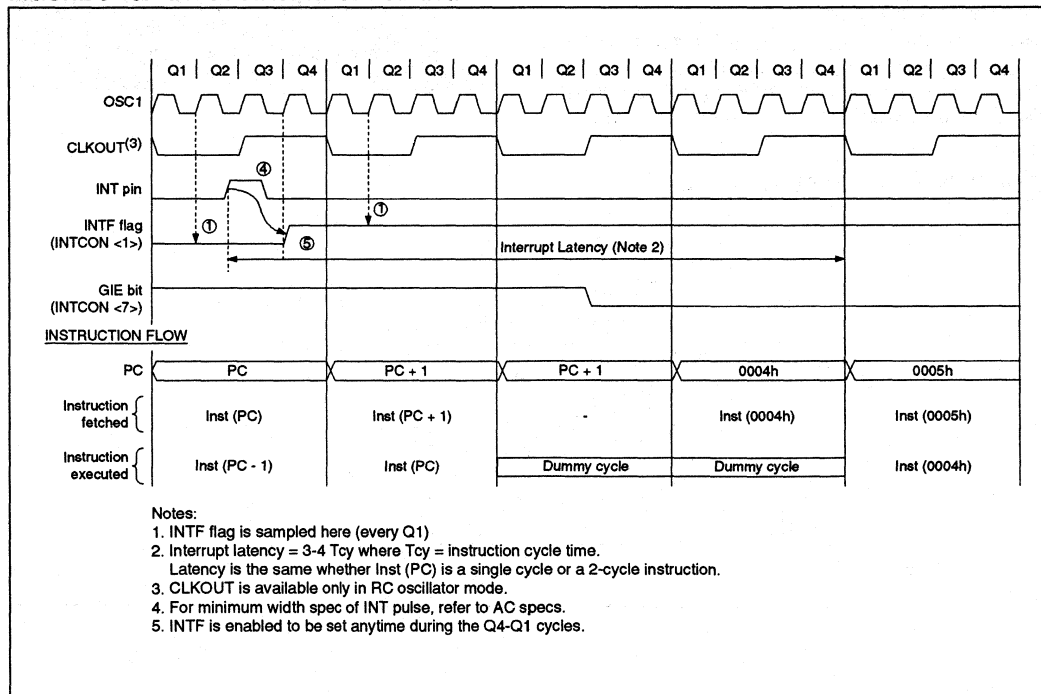 Q1 | Q2 | Q3 | Q4 Q1 | Q2 | Q3 | Q4 Q1 | Q2 | Q3 | Q4 Q1 | Q2 | Q3 | Q4 Q1 | Q2 | Q3 | Q4
OSC1
CLKOUT(3)
④
INT pin
① ①
INTF flag
(INTCON <1>)
⑤
Interrupt Latency (Note 2)
GIE bit
(INTCON <7>)
INSTRUCTION FLOW
PC PC PC + 1 PC + 1 0004h 0005h
Instruction
fetched
Inst (PC) Inst (PC + 1) - Inst (0004h) Inst (0005h)
Instruction
executed
Inst (PC - 1) Inst (PC) Dummy cycle Dummy cycle Inst (0004h)
Notes:
1. INTF flag is sampled here (every Q1)
2. Interrupt latency = 3-4 Tcy where Tcy = instruction cycle time.
Latency is the same whether Inst (PC) is a single cycle or a 2-cycle instruction.
3. CLKOUT is available only in RC oscillator mode.
4. For minimum width spec of INT pulse, refer to AC specs.
5. INTF is enabled to be set anytime during the Q4-Q1 cycles.